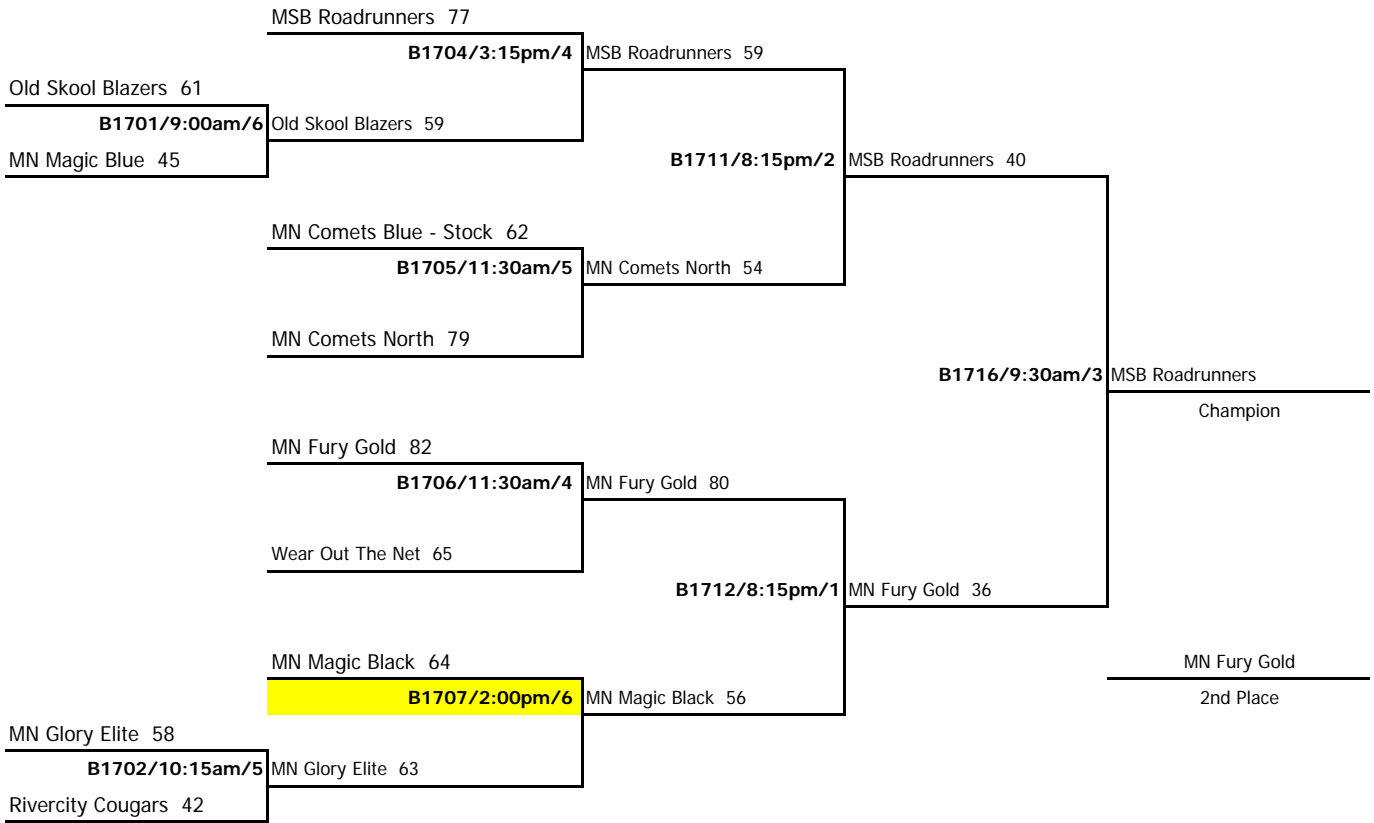 MSB Roadrunners 77
B1704/3:15pm/4 MSB Roadrunners 59
Old Skool Blazers 61
B1701/9:00am/6 Old Skool Blazers 59
MN Magic Blue 45
B1711/8:15pm/2 MSB Roadrunners 40
MN Comets Blue - Stock 62
B1705/11:30am/5 MN Comets North 54
MN Comets North 79
B1716/9:30am/3 MSB Roadrunners
Champion
MN Fury Gold 82
B1706/11:30am/4 MN Fury Gold 80
Wear Out The Net 65
B1712/8:15pm/1 MN Fury Gold 36
MN Magic Black 64
MN Fury Gold
B1707/2:00pm/6 MN Magic Black 56
2nd Place
MN Glory Elite 58
B1702/10:15am/5 MN Glory Elite 63
Rivercity Cougars 42